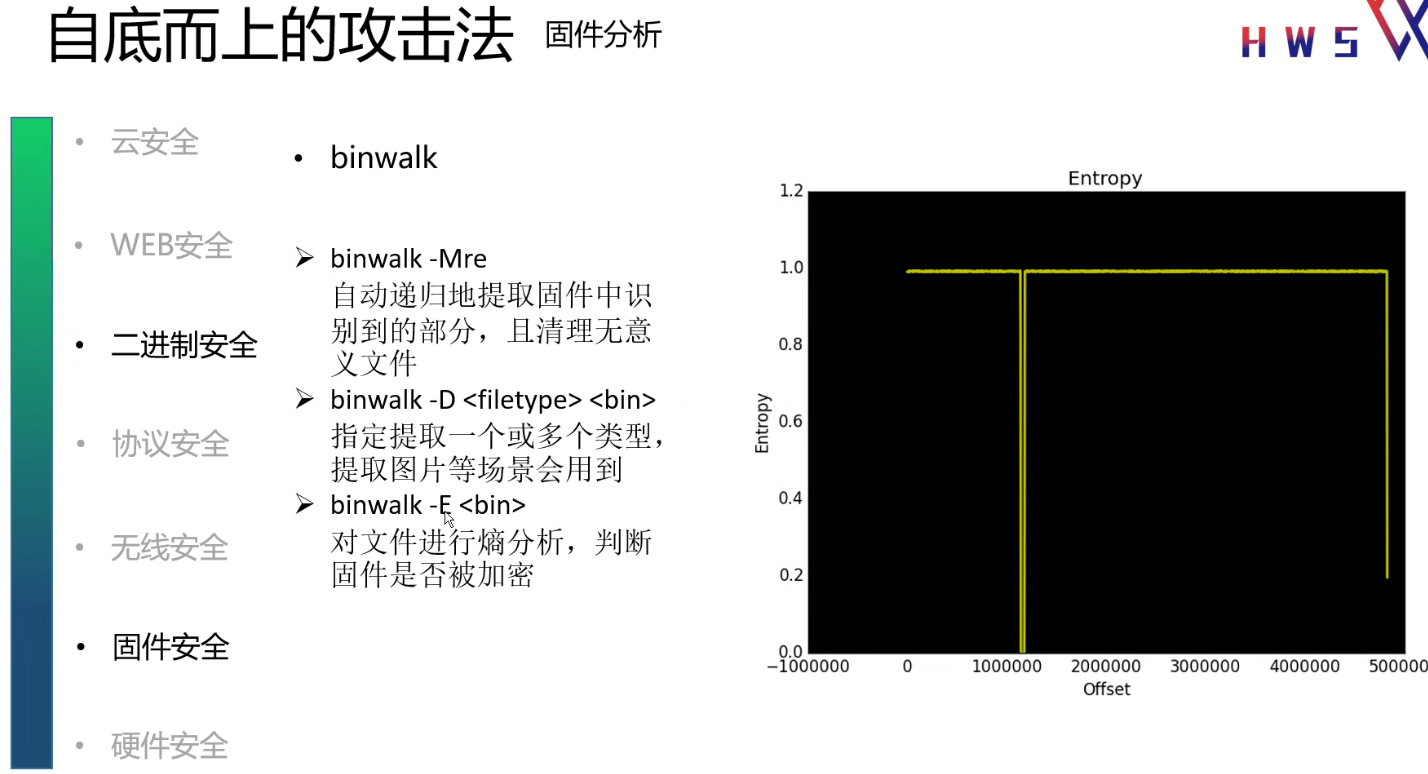 自底而上的攻击法 固件分析
HWS
• 云安全
• WEB安全
• 二进制安全
• 协议安全
• 无线安全
• 固件安全
• 硬件安全
• binwalk
➢ binwalk -Mre
自动递归地提取固件中识
别到的部分，且清理无意
义文件
➢ binwalk -D <filetype> <bin>
指定提取一个或多个类型，
提取图片等场景会用到
➢ binwalk -E <bin>
对文件进行熵分析，判断
固件是否被加密
Entropy
1.2
1.0
0.8
0.6
0.4
0.2
0.0
Entropy
−1000000 0 1000000 2000000 3000000 4000000 500000
Offset